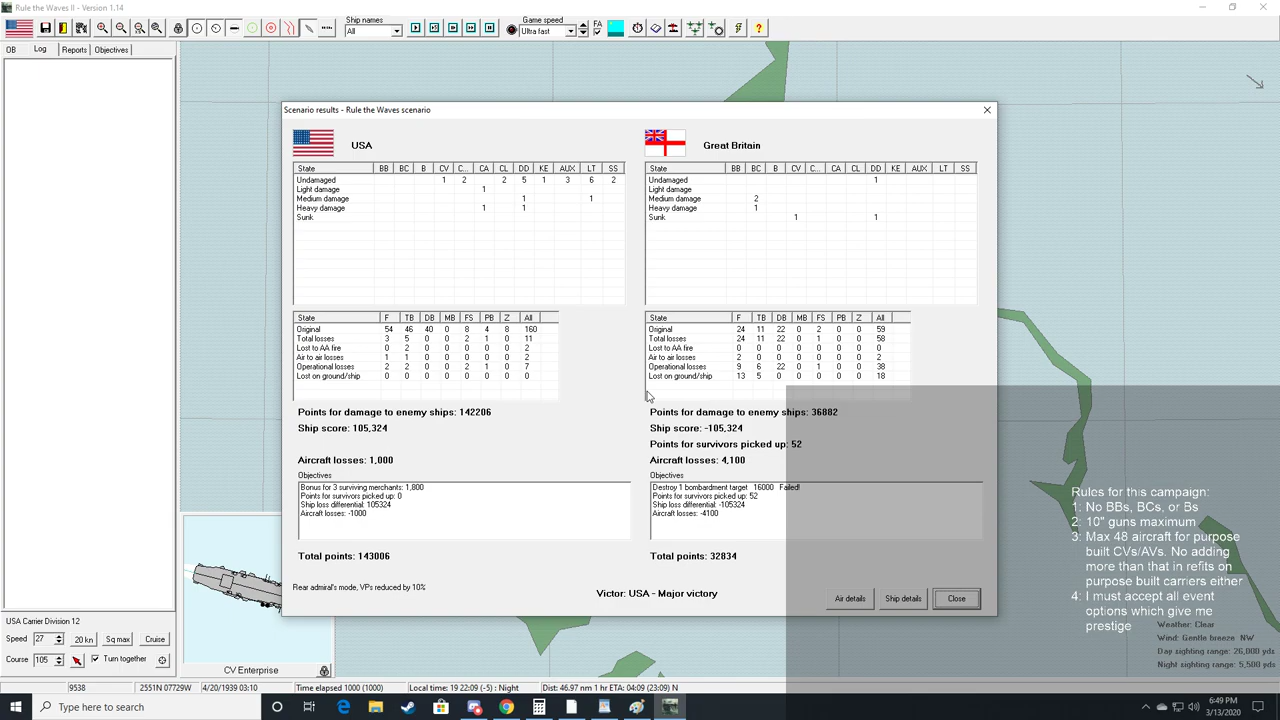 Rule the Waves II - Version 1.14
Ship names
All
Game speed
Ultra fast
FA
OB Log Reports Objectives
Scenario results - Rule the Waves scenario
USA
State BB BC B CV C... CA CL DD KE AUX LT SS
Undamaged 1 2 2 5 1 3 6 2
Light damage 1
Medium damage 1 1
Heavy damage 1 1
Sunk
State F TB DB MB FS PB Z All
Original 54 46 40 0 8 4 8 160
Total losses 3 5 0 0 2 1 0 11
Lost to AA fire 0 2 0 0 0 0 0 2
Air to air losses 1 1 0 0 0 0 0 2
Operational losses 2 2 0 0 2 1 0 7
Lost on ground/ship 0 0 0 0 0 0 0 0
Points for damage to enemy ships: 142206
Ship score: 105,324
Aircraft losses: 1,000
Objectives
Bonus for 3 surviving merchants: 1,800
Points for survivors picked up: 0
Ship loss differential: 105324
Aircraft losses: -1000
Total points: 143006
Rear admiral's mode, VPs reduced by 10%
Great Britain
State BB BC B CV C... CA CL DD KE AUX LT SS
Undamaged 1
Light damage
Medium damage 2
Heavy damage 1
Sunk 1 1
State F TB DB MB FS PB Z All
Original 24 11 22 0 2 0 0 59
Total losses 24 11 22 0 1 0 0 58
Lost to AA fire 0 0 0 0 0 0 0 0
Air to air losses 2 0 0 0 0 0 0 2
Operational losses 9 6 22 0 1 0 0 38
Lost on ground/ship 13 5 0 0 0 0 0 18
Points for damage to enemy ships: 36882
Ship score: -105,324
Points for survivors picked up: 52
Aircraft losses: 4,100
Objectives
Destroy 1 bombardment target 16000 Failed!
Points for survivors picked up: 52
Ship loss differential: -105324
Aircraft losses: -4100
Total points: 32834
Victor: USA - Major victory
Air details Ship details Close
Rules for this campaign:
1: No BBs, BCs, or Bs
2: 10" guns maximum
3: Max 48 aircraft for purpose
built CVs/AVs. No adding
more than that in refits on
purpose built carriers either
4: I must accept all event
options which give me
prestige
Weather: Clear
Wind: Gentle breeze NW
Day sighting range: 26,000 yds
Night sighting range: 5,500 yds
USA Carrier Division 12
Speed 27 20 kn Sq max Cruise
Course 105 Turn together
CV Enterprise
9538 2551N 07729W 4/20/1939 03:10 Time elapsed 1000 (1000) Local time: 19 22:09 (-5) : Night Dist: 46.97 nm 1 hr ETA: 04:09 (23:09) N
Type here to search
6:49 PM
3/13/2020